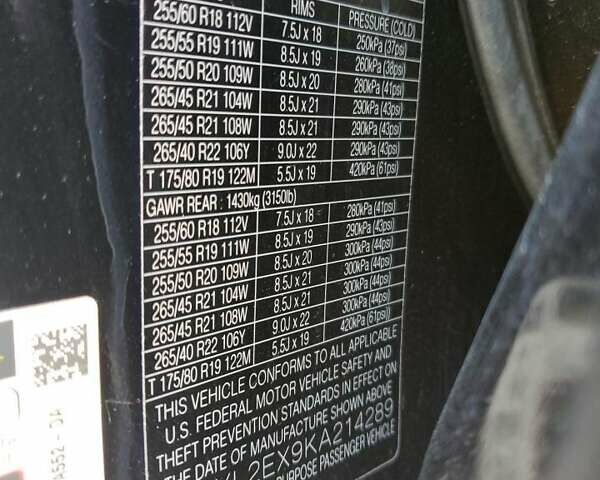 RIMS PRESSURE (COLD)
255/60 R18 112V 7.5J x 18 250kPa (37psi)
255/55 R19 111W 8.5J x 19 260kPa (38psi)
255/50 R20 109W 8.5J x 20 280kPa (41psi)
265/45 R21 104W 8.5J x 21 290kPa (43psi)
265/45 R21 108W 8.5J x 21 290kPa (43psi)
265/40 R22 106Y 9.0J x 22 290kPa (43psi)
T 175/80 R19 122M 5.5J x 19 420kPa (61psi)
GAWR REAR : 1430kg (3150lb)
255/60 R18 112V 7.5J x 18 280kPa (41psi)
255/55 R19 111W 8.5J x 19 290kPa (43psi)
255/50 R20 109W 8.5J x 20 300kPa (44psi)
265/45 R21 104W 8.5J x 21 300kPa (44psi)
265/45 R21 108W 8.5J x 21 300kPa (44psi)
265/40 R22 106Y 9.0J x 22 300kPa (44psi)
T 175/80 R19 122M 5.5J x 19 420kPa (61psi)
THIS VEHICLE CONFORMS TO ALL APPLICABLE
U.S. FEDERAL MOTOR VEHICLE SAFETY AND
THEFT PREVENTION STANDARDS IN EFFECT ON
THE DATE OF MANUFACTURE SHOWN ABOVE
L2EX9KA214289
PURPOSE PASSENGER VEHICLE
A552 - DA